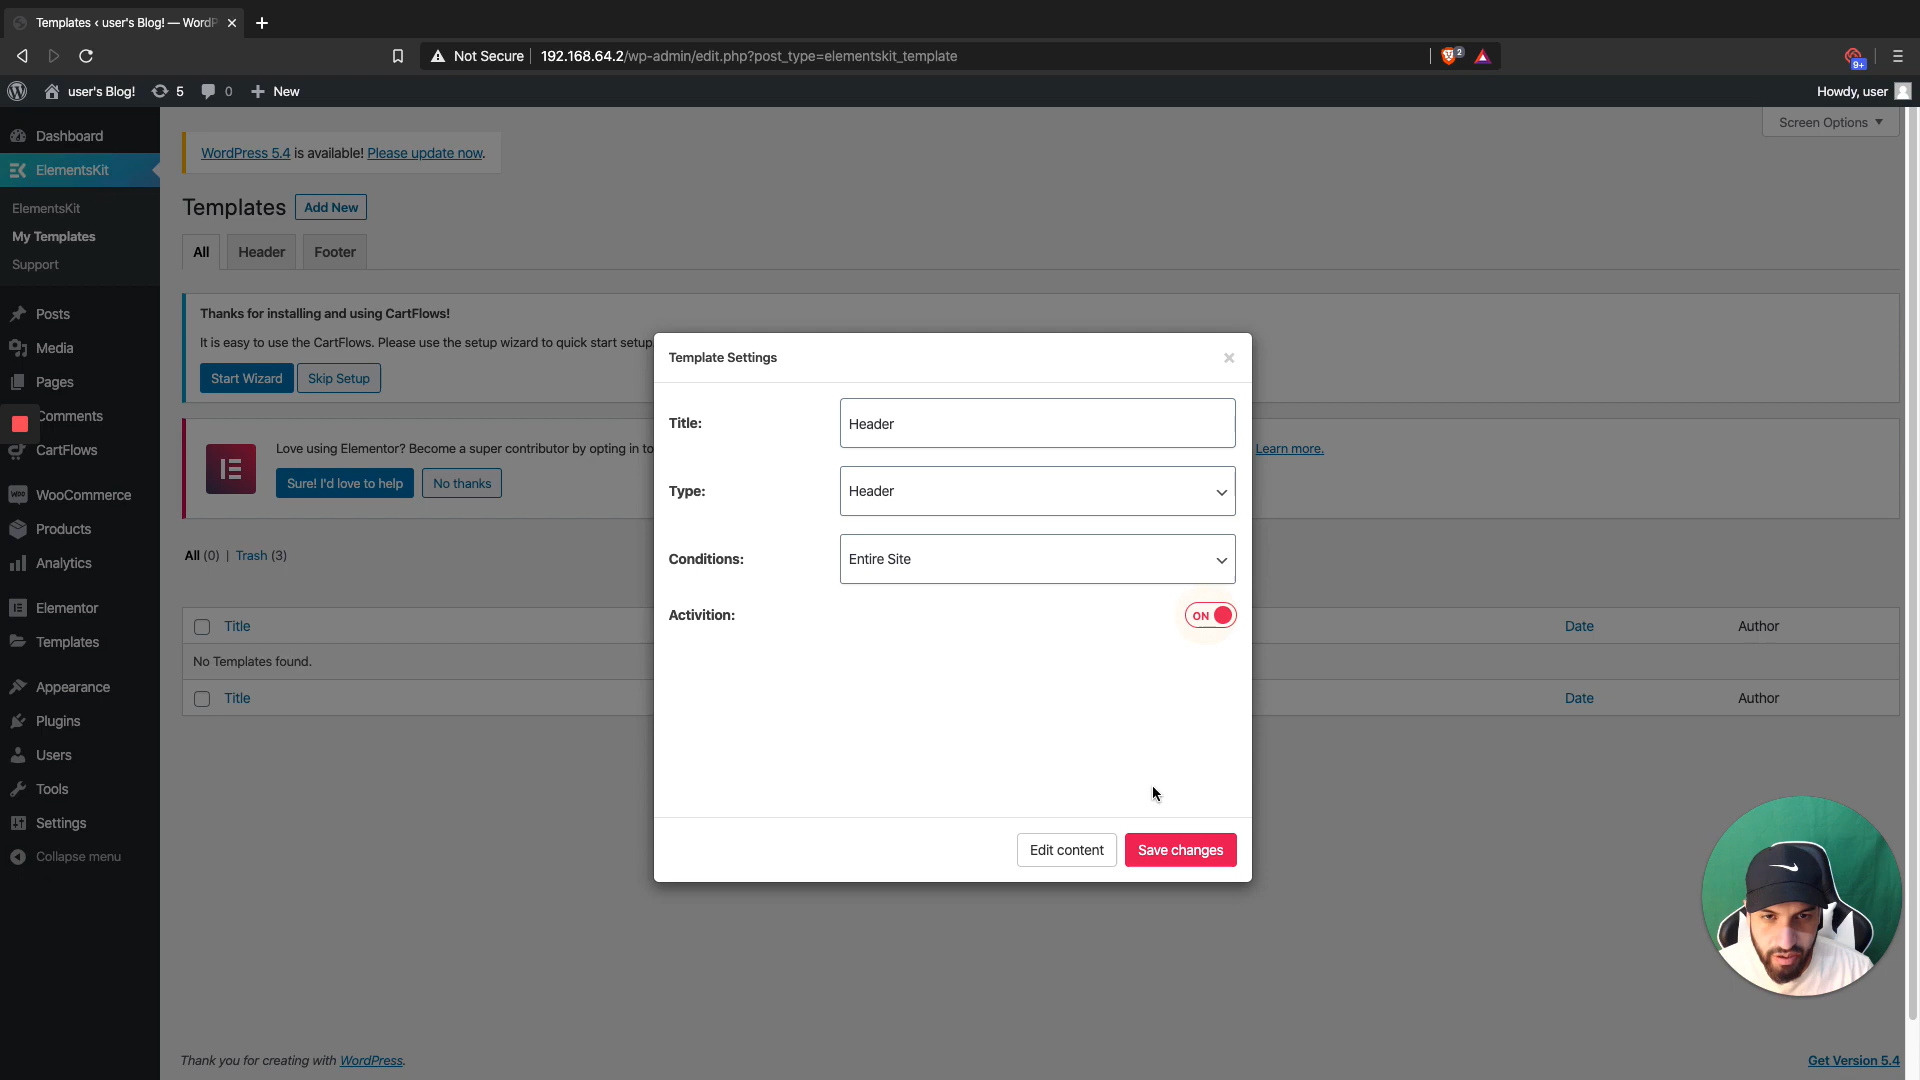 Templates ‹ user's Blog! — WordP
Not Secure 192.168.64.2/wp-admin/edit.php?post_type=elementskit_template
2
9+
user's Blog! 5 0 New
Howdy, user
Screen Options
Dashboard
ElementsKit
ElementsKit
My Templates
Support
Posts
Media
Pages
Comments
CartFlows
WooCommerce
Products
Analytics
Elementor
Templates
Appearance
Plugins
Users
Tools
Settings
Collapse menu
WordPress 5.4 is available! Please update now.
Templates Add New
All Header Footer
Thanks for installing and using CartFlows!
It is easy to use the CartFlows. Please use the setup wizard to quick start setup
Start Wizard Skip Setup
Love using Elementor? Become a super contributor by opting in to
Learn more.
Sure! I'd love to help No thanks
All (0) | Trash (3)
Title Date Author
No Templates found.
Title Date Author
Template Settings ×
Title: Header
Type: Header
Conditions: Entire Site
Activition: ON
Edit content Save changes
Thank you for creating with WordPress.
Get Version 5.4